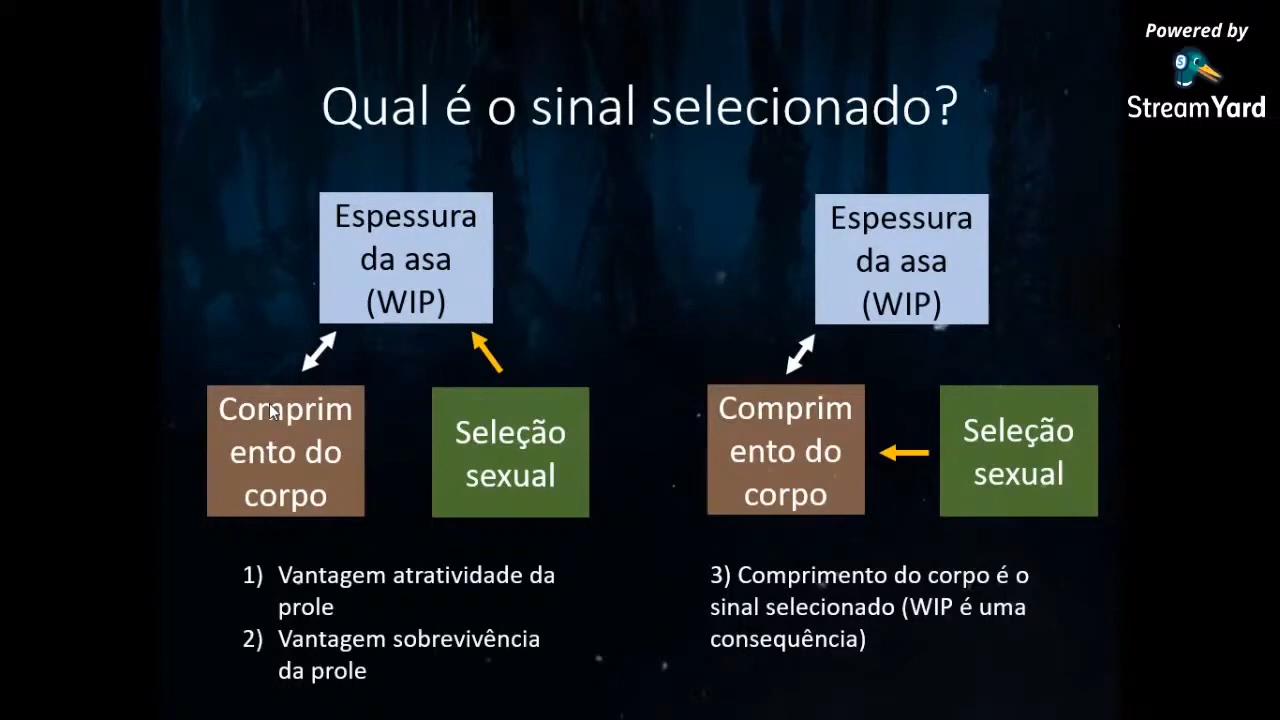 Powered by
StreamYard
Qual é o sinal selecionado?
Espessura
da asa
(WIP)
Comprim
ento do
corpo
Seleção
sexual
1) Vantagem atratividade da
prole
2) Vantagem sobrevivência
da prole
Espessura
da asa
(WIP)
Comprim
ento do
corpo
Seleção
sexual
3) Comprimento do corpo é o
sinal selecionado (WIP é uma
consequência)